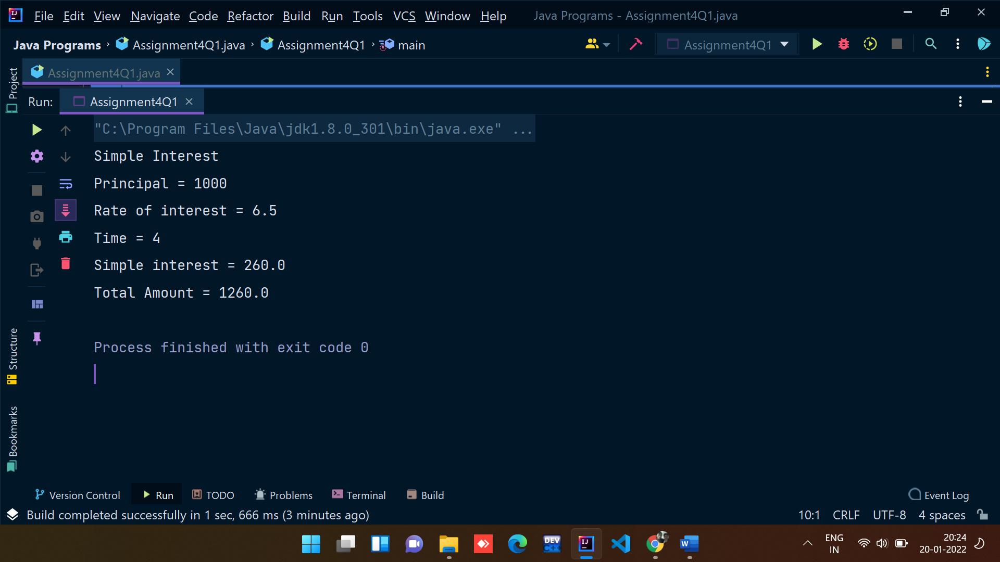 File Edit View Navigate Code Refactor Build Run Tools VCS Window Help Java Programs - Assignment4Q1.java
Java Programs › Assignment4Q1.java › Assignment4Q1 › main Assignment4Q1
Project
Assignment4Q1.java
Run: Assignment4Q1
"C:\Program Files\Java\jdk1.8.0_301\bin\java.exe" ...
Simple Interest
Principal = 1000
Rate of interest = 6.5
Time = 4
Simple interest = 260.0
Total Amount = 1260.0
Process finished with exit code 0
Structure
Bookmarks
Version Control Run TODO Problems Terminal Build Event Log
Build completed successfully in 1 sec, 666 ms (3 minutes ago) 10:1 CRLF UTF-8 4 spaces
DEV
C++
IJ
W
ENG
IN
20:24
20-01-2022